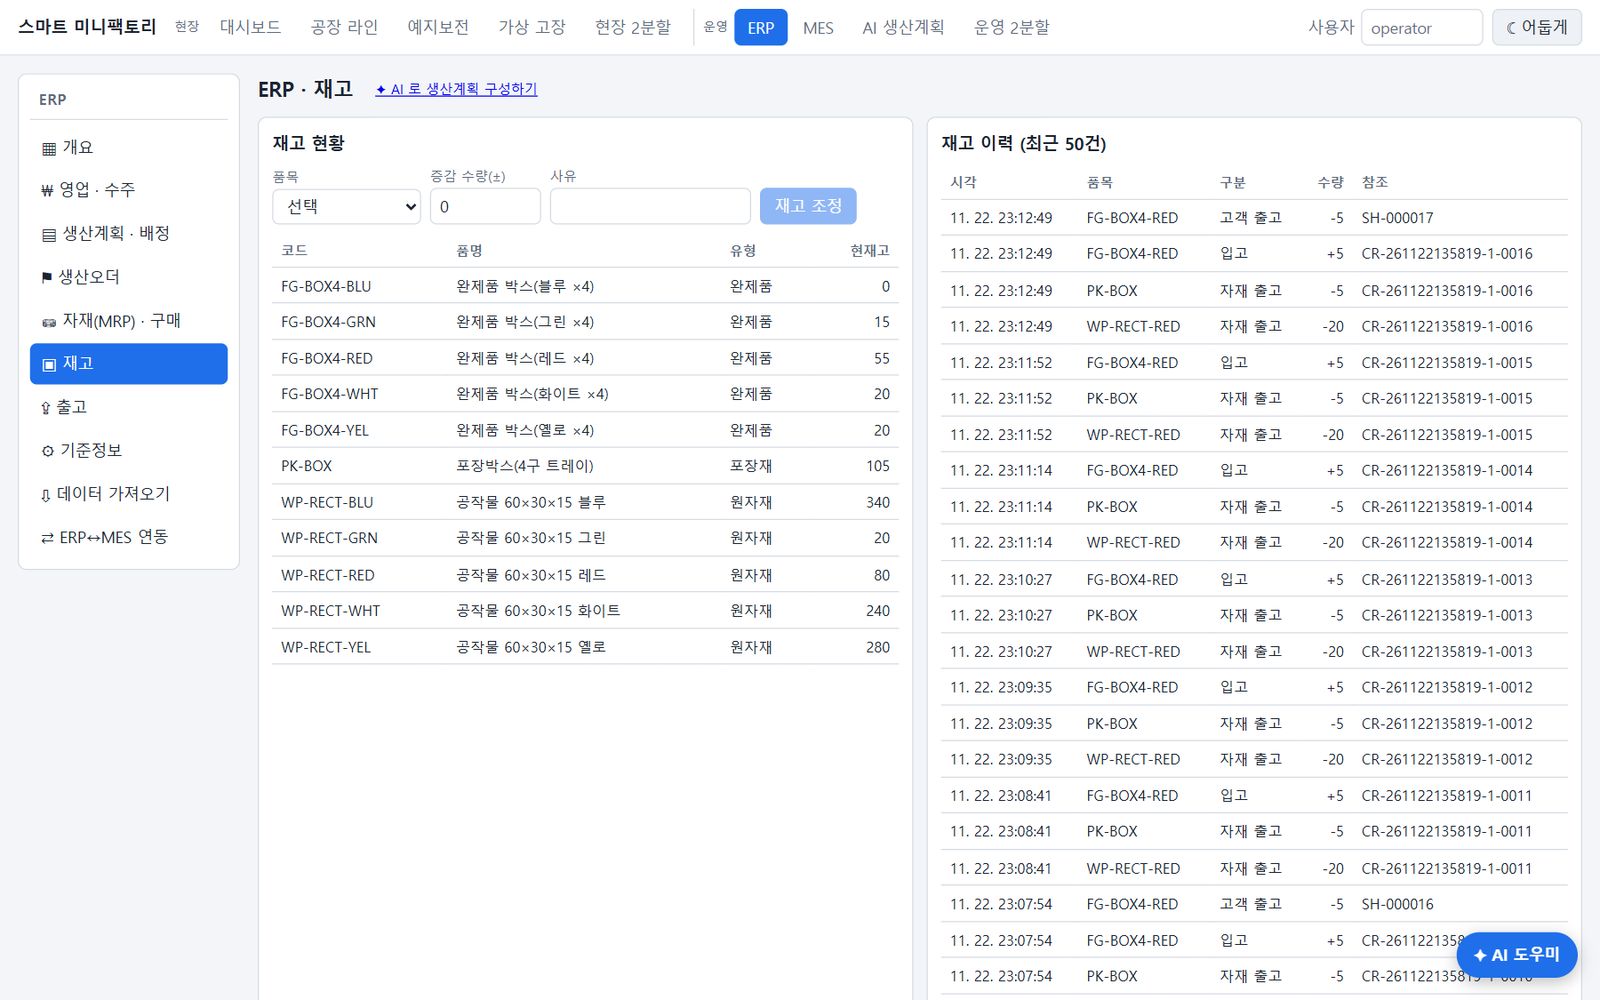 스마트 미니팩토리 현장 대시보드 공장 라인 예지보전 가상 고장 현장 2분할 운영 ERP MES AI 생산계획 운영 2분할 사용자 operator ☾ 어둡게
ERP
▦ 개요
₩ 영업 · 수주
▤ 생산계획 · 배정
⚑ 생산오더
자재(MRP) · 구매
▣ 재고
⇪ 출고
⚙ 기준정보
⇩ 데이터 가져오기
⇄ ERP↔MES 연동
ERP · 재고 ✦ AI 로 생산계획 구성하기
재고 현황
품목 증감 수량(±) 사유
선택 0 재고 조정
코드 품명 유형 현재고
FG-BOX4-BLU 완제품 박스(블루 ×4) 완제품 0
FG-BOX4-GRN 완제품 박스(그린 ×4) 완제품 15
FG-BOX4-RED 완제품 박스(레드 ×4) 완제품 55
FG-BOX4-WHT 완제품 박스(화이트 ×4) 완제품 20
FG-BOX4-YEL 완제품 박스(옐로 ×4) 완제품 20
PK-BOX 포장박스(4구 트레이) 포장재 105
WP-RECT-BLU 공작물 60×30×15 블루 원자재 340
WP-RECT-GRN 공작물 60×30×15 그린 원자재 20
WP-RECT-RED 공작물 60×30×15 레드 원자재 80
WP-RECT-WHT 공작물 60×30×15 화이트 원자재 240
WP-RECT-YEL 공작물 60×30×15 옐로 원자재 280
재고 이력 (최근 50건)
시각 품목 구분 수량 참조
11. 22. 23:12:49 FG-BOX4-RED 고객 출고 -5 SH-000017
11. 22. 23:12:49 FG-BOX4-RED 입고 +5 CR-261122135819-1-0016
11. 22. 23:12:49 PK-BOX 자재 출고 -5 CR-261122135819-1-0016
11. 22. 23:12:49 WP-RECT-RED 자재 출고 -20 CR-261122135819-1-0016
11. 22. 23:11:52 FG-BOX4-RED 입고 +5 CR-261122135819-1-0015
11. 22. 23:11:52 PK-BOX 자재 출고 -5 CR-261122135819-1-0015
11. 22. 23:11:52 WP-RECT-RED 자재 출고 -20 CR-261122135819-1-0015
11. 22. 23:11:14 FG-BOX4-RED 입고 +5 CR-261122135819-1-0014
11. 22. 23:11:14 PK-BOX 자재 출고 -5 CR-261122135819-1-0014
11. 22. 23:11:14 WP-RECT-RED 자재 출고 -20 CR-261122135819-1-0014
11. 22. 23:10:27 FG-BOX4-RED 입고 +5 CR-261122135819-1-0013
11. 22. 23:10:27 PK-BOX 자재 출고 -5 CR-261122135819-1-0013
11. 22. 23:10:27 WP-RECT-RED 자재 출고 -20 CR-261122135819-1-0013
11. 22. 23:09:35 FG-BOX4-RED 입고 +5 CR-261122135819-1-0012
11. 22. 23:09:35 PK-BOX 자재 출고 -5 CR-261122135819-1-0012
11. 22. 23:09:35 WP-RECT-RED 자재 출고 -20 CR-261122135819-1-0012
11. 22. 23:08:41 FG-BOX4-RED 입고 +5 CR-261122135819-1-0011
11. 22. 23:08:41 PK-BOX 자재 출고 -5 CR-261122135819-1-0011
11. 22. 23:08:41 WP-RECT-RED 자재 출고 -20 CR-261122135819-1-0011
11. 22. 23:07:54 FG-BOX4-RED 고객 출고 -5 SH-000016
11. 22. 23:07:54 FG-BOX4-RED 입고 +5
11. 22. 23:07:54 PK-BOX 자재 출고 -5
✦ AI 도우미